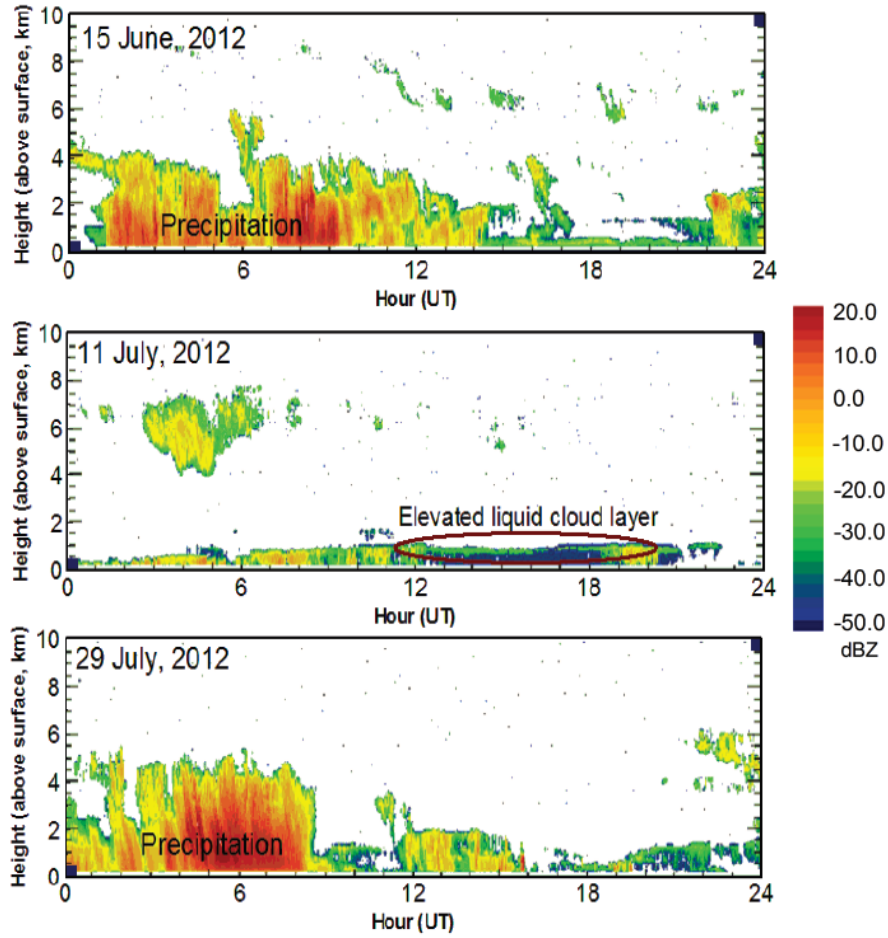 15 June, 2012
Height (above surface, km)
10
8
6
4
2
0
Precipitation
0 6 12 18 24
Hour (UT)
11 July, 2012
Height (above surface, km)
10
8
6
4
2
0
Elevated liquid cloud layer
0 6 12 18 24
Hour (UT)
29 July, 2012
Height (above surface, km)
10
8
6
4
2
0
Precipitation
0 6 12 18 24
Hour (UT)
20.0
10.0
0.0
-10.0
-20.0
-30.0
-40.0
-50.0
dBZ